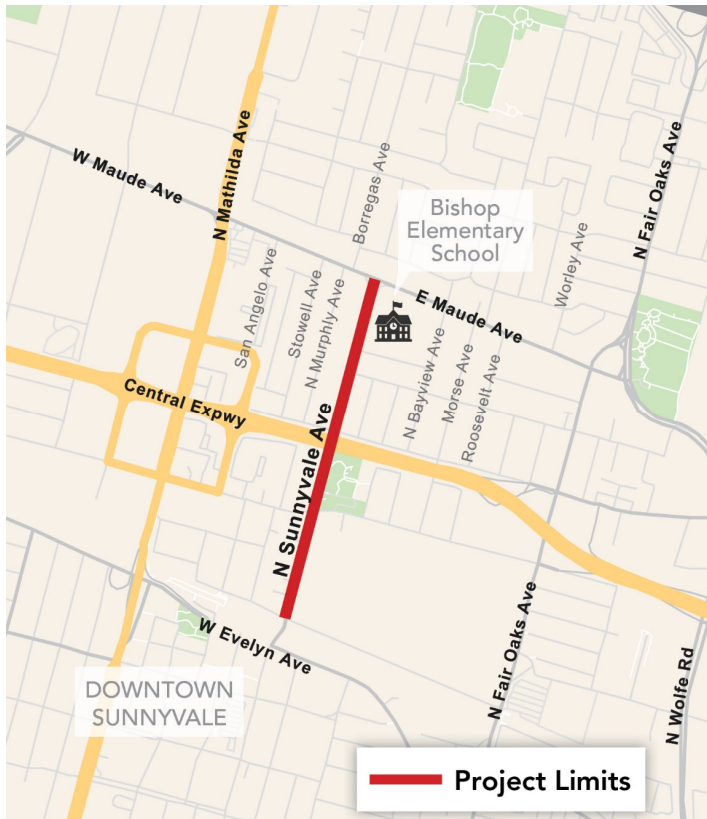 W Maude Ave
N Mathilda Ave
Borregas Ave
N Fair Oaks Ave
Bishop
Elementary
School
San Angelo Ave
Stowell Ave
N Murphly Ave
E Maude Ave
Worley Ave
N Bayview Ave
Morse Ave
Roosevelt Ave
Central Expwy
N Sunnyvale Ave
W Evelyn Ave
N Fair Oaks Ave
N Wolfe Rd
DOWNTOWN
SUNNYVALE
Project Limits